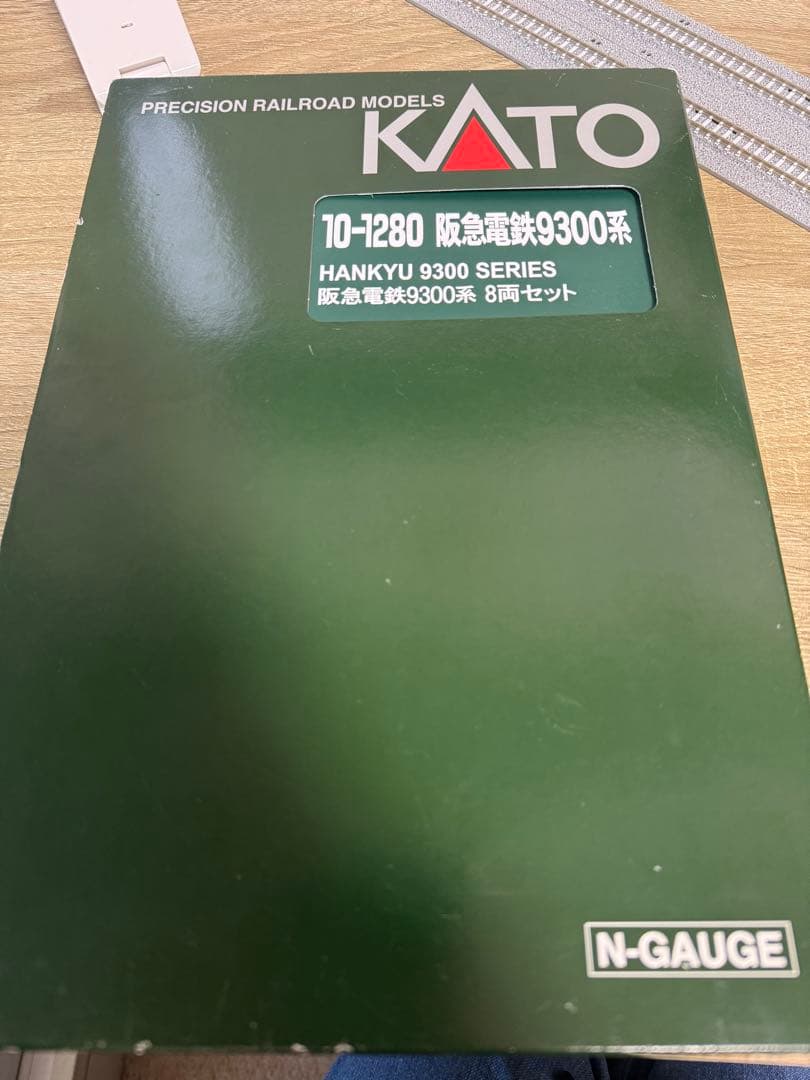 PRECISION RAILROAD MODELS
KATO
10-1280 阪急電鉄9300系
HANKYU 9300 SERIES
阪急電鉄9300系 8両セット
N-GAUGE